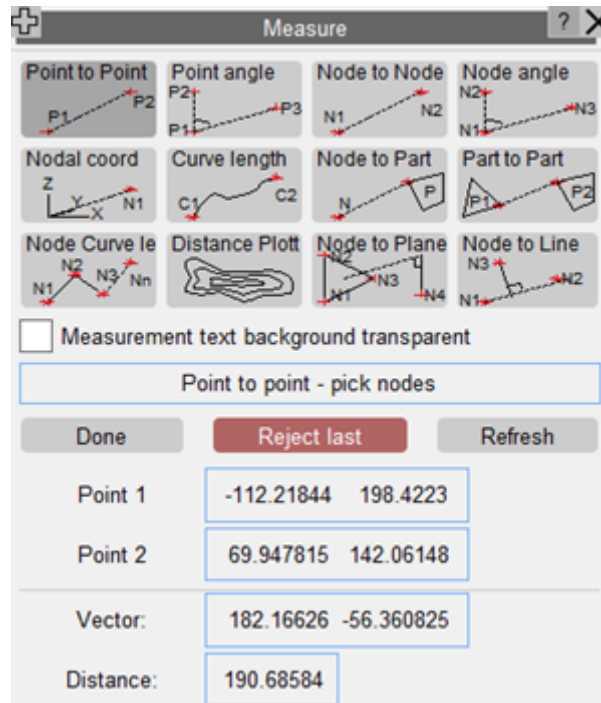 Measure ? X
Point to Point Point angle Node to Node Node angle
P1 P2 P2 P1 P3 N1 N2 N2 N1 N3
Nodal coord Curve length Node to Part Part to Part
Z Y X N1 C1 C2 N P P1 P2
Node Curve le Distance Plott Node to Plane Node to Line
N1 N2 N3 Nn N2 N1 N3 N4 N3 N1 N2
Measurement text background transparent
Point to point - pick nodes
Done Reject last Refresh
Point 1 -112.21844 198.4223
Point 2 69.947815 142.06148
Vector: 182.16626 -56.360825
Distance: 190.68584